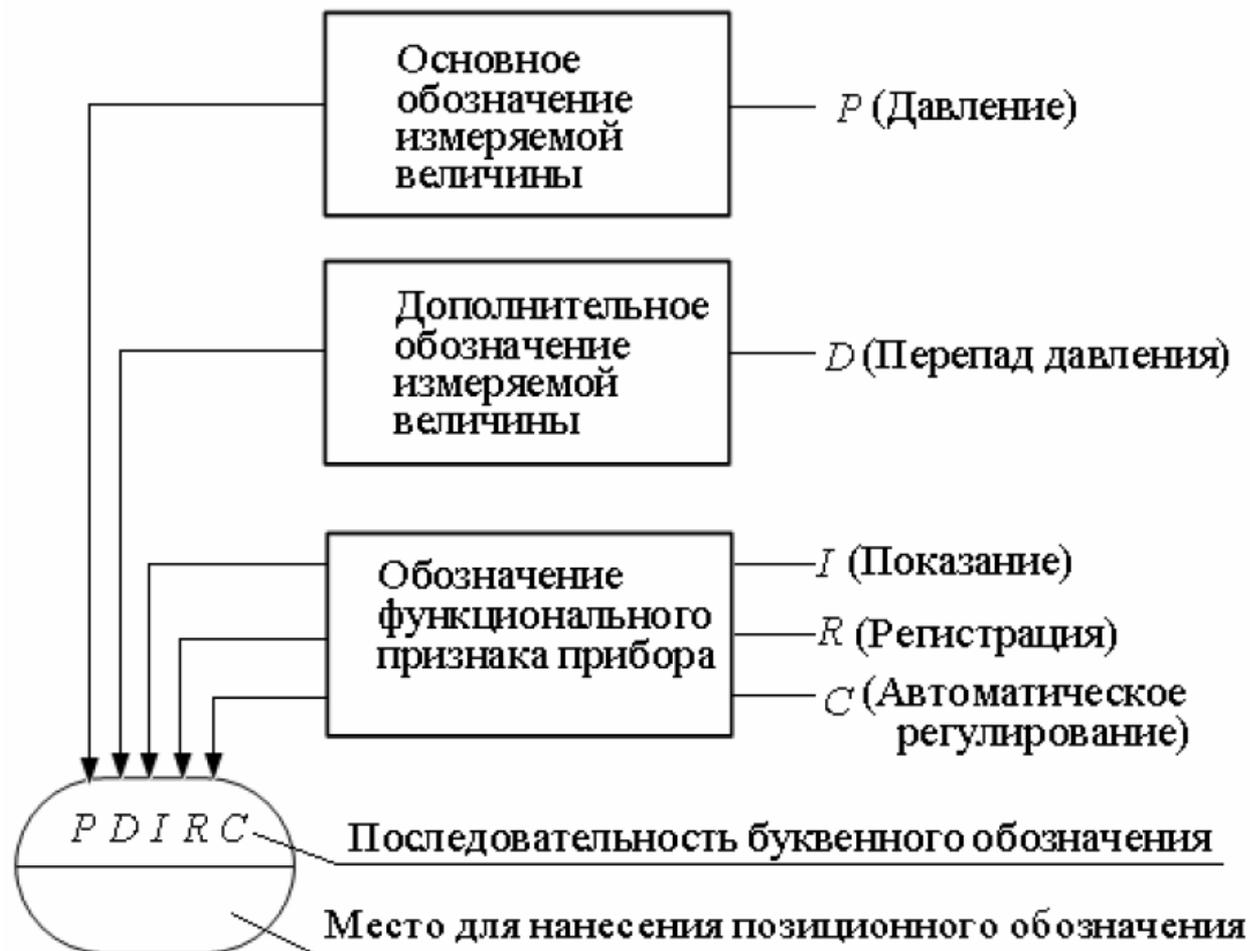 Основное
обозначение
измеряемой
величины
P (Давление)
Дополнительное
обозначение
измеряемой
величины
D (Перепад давления)
Обозначение
функционального
признака прибора
I (Показание)
R (Регистрация)
C (Автоматическое
регулирование)
P D I R C
Последовательность буквенного обозначения
Место для нанесения позиционного обозначения